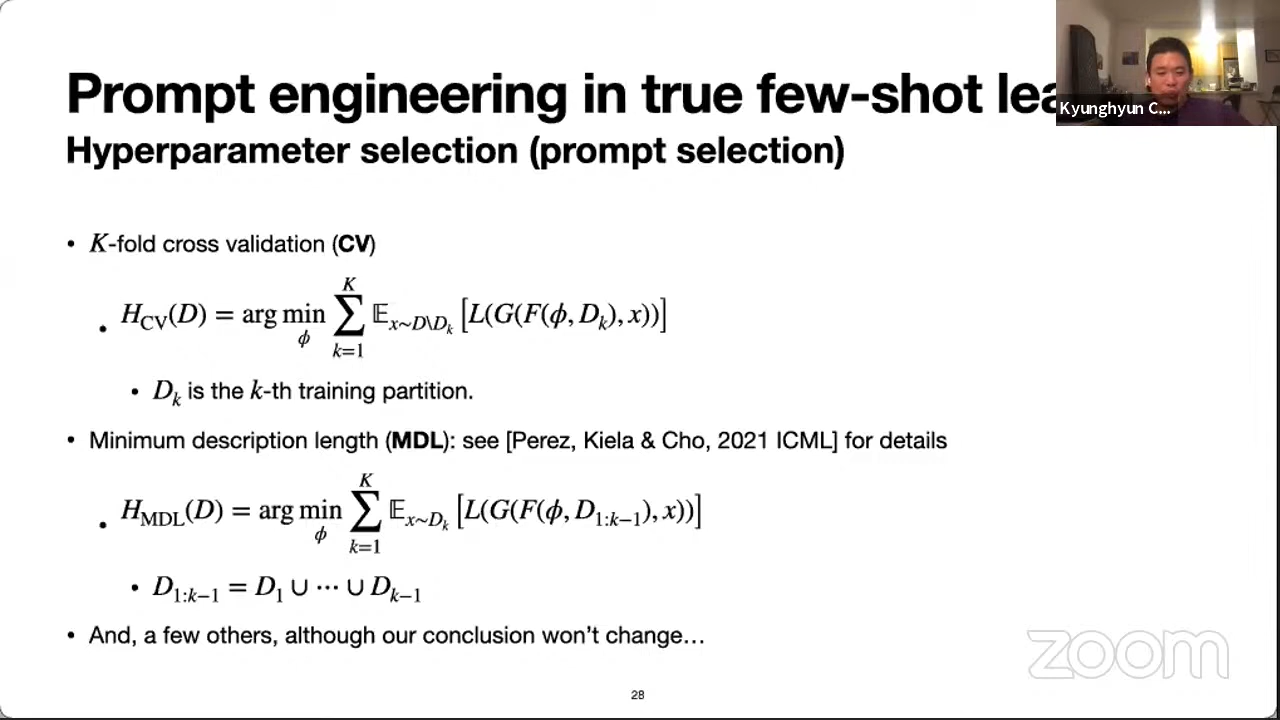 Prompt engineering in true few-shot lea
Kyunghyun C...
Hyperparameter selection (prompt selection)
• K-fold cross validation (CV)
• H_CV(D) = arg min_ϕ ∑_{k=1}^{K} 𝔼_{x∼D\D_k} [L(G(F(ϕ, D_k), x))]
• D_k is the k-th training partition.
• Minimum description length (MDL): see [Perez, Kiela & Cho, 2021 ICML] for details
• H_MDL(D) = arg min_ϕ ∑_{k=1}^{K} 𝔼_{x∼D_k} [L(G(F(ϕ, D_{1:k−1}), x))]
• D_{1:k−1} = D_1 ∪ ⋯ ∪ D_{k−1}
• And, a few others, although our conclusion won’t change…
zoom
28